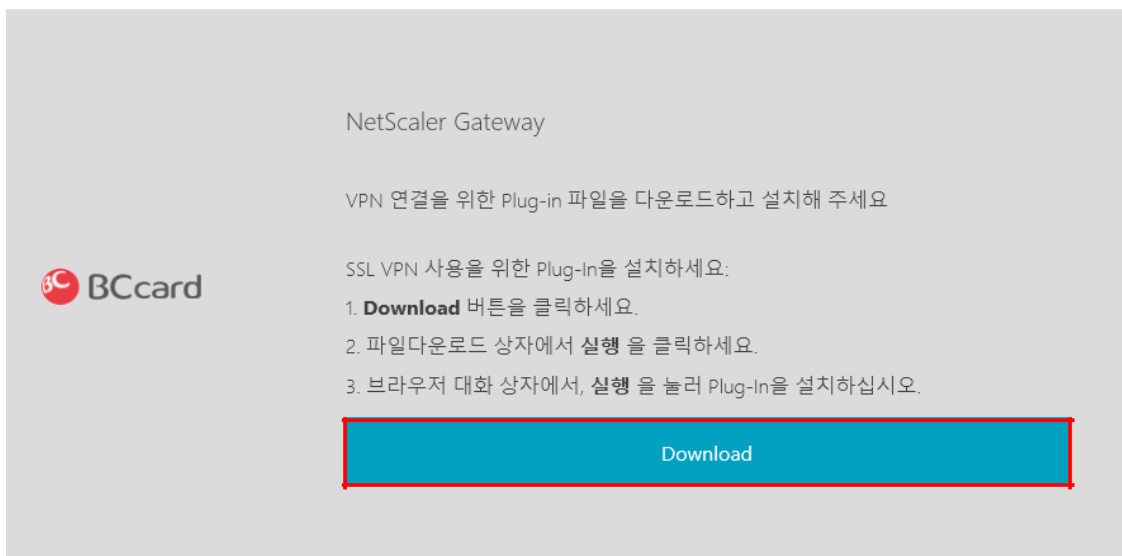 NetScaler Gateway
VPN 연결을 위한 Plug-in 파일을 다운로드하고 설치해 주세요
SSL VPN 사용을 위한 Plug-In을 설치하세요:
BC BCcard
1. Download 버튼을 클릭하세요.
2. 파일다운로드 상자에서 실행 을 클릭하세요.
3. 브라우저 대화 상자에서, 실행 을 눌러 Plug-In을 설치하십시오.
Download